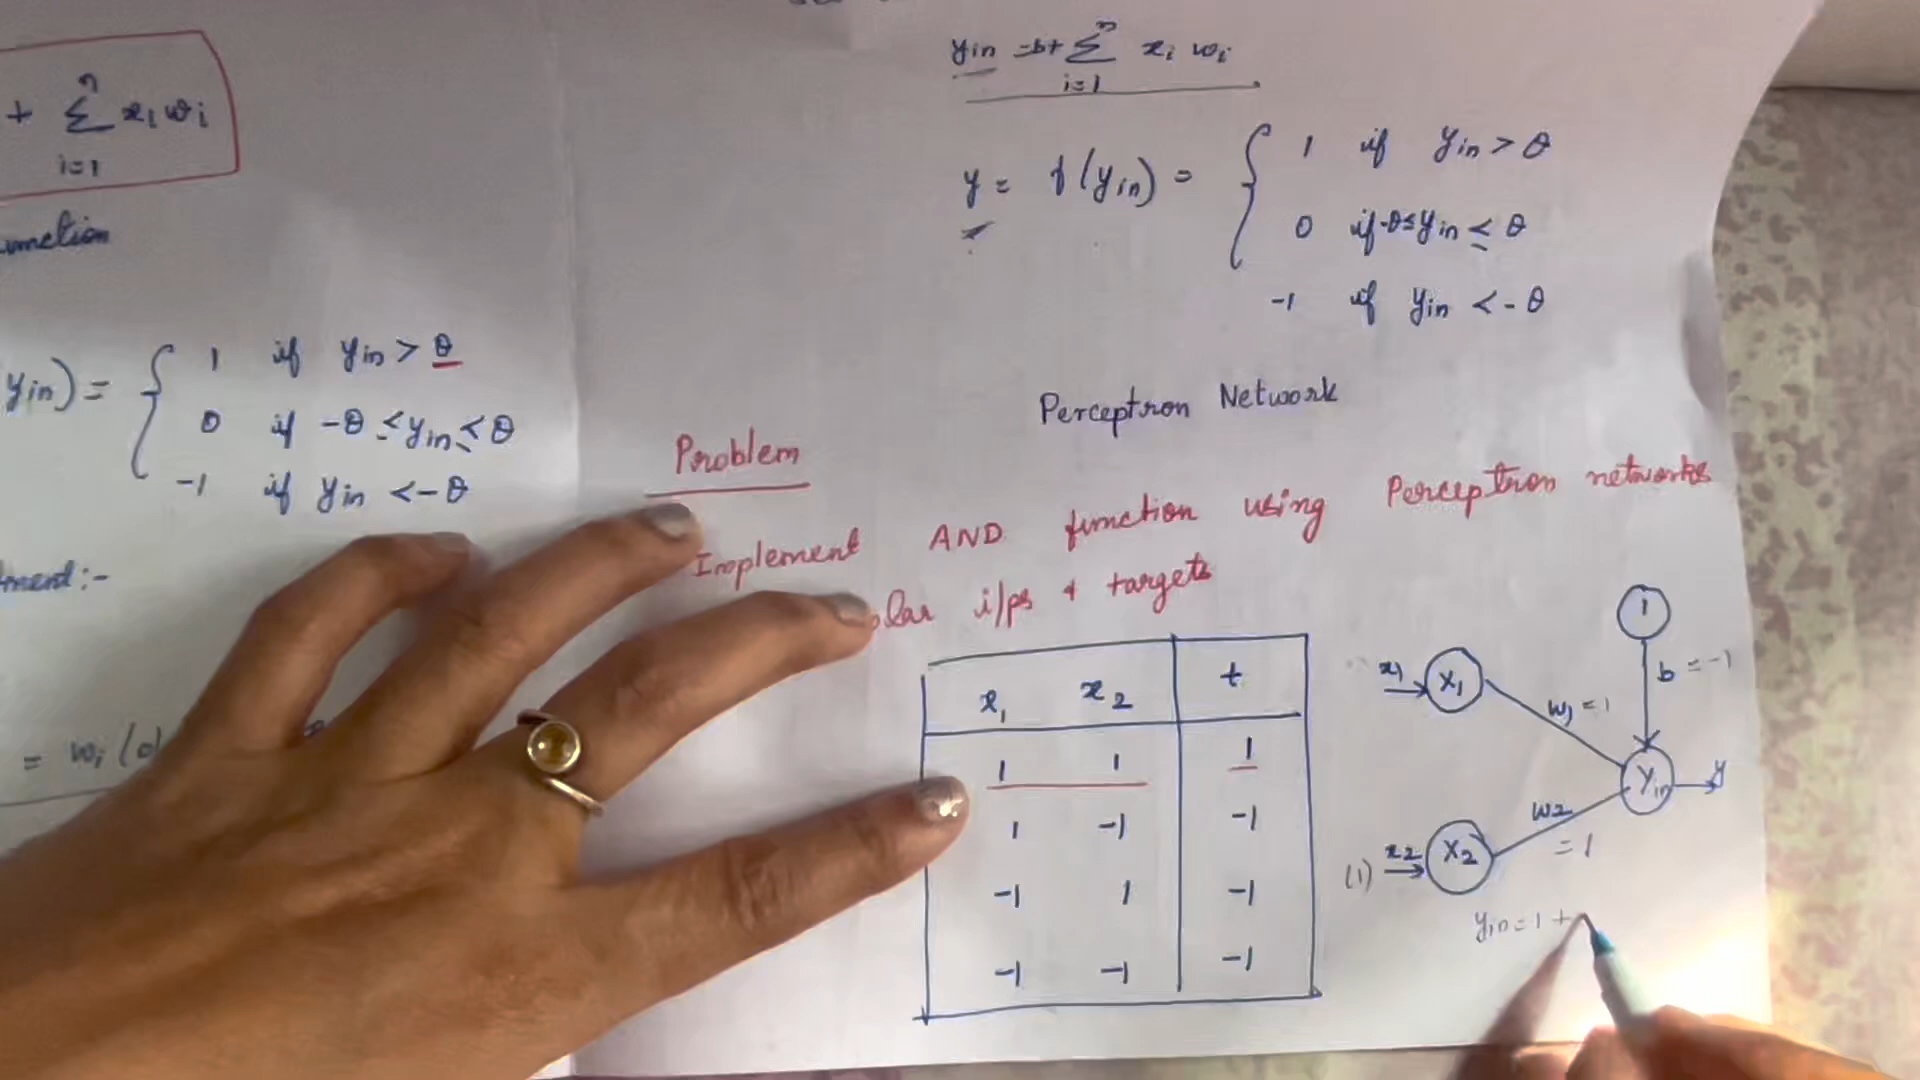 + n∑i=1 xi wi
unction
yin) = { 1 if yin > θ
0 if -θ ≤ yin ≤ θ
-1 if yin < -θ
tment:-
= wi (ol
yin = b + n∑i=1 xi wi
y = f(yin) = { 1 if yin > θ
0 if -θ ≤ yin ≤ θ
-1 if yin < -θ
Perceptron Network
Problem
Implement AND function using Perceptron networks
olar i/ps & targets
x1 x2 t
1 1 1
1 -1 -1
-1 1 -1
-1 -1 -1
1
b = -1
x1 X1
w1 = 1
Yin y
w2
= 1
(1) x2 X2
yin = 1 +